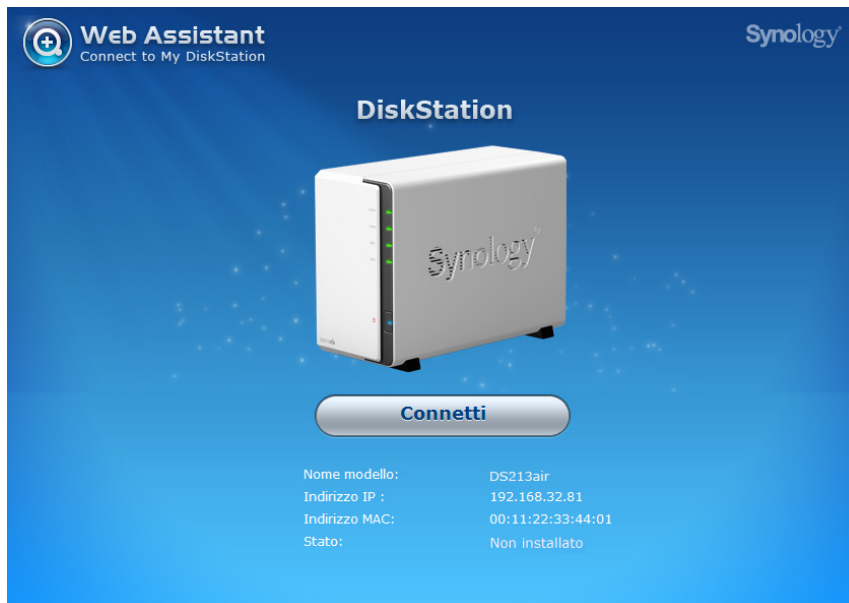 Web Assistant
Connect to My DiskStation
Synology
DiskStation
Synology
Connetti
Nome modello: DS213air
Indirizzo IP : 192.168.32.81
Indirizzo MAC: 00:11:22:33:44:01
Stato: Non installato